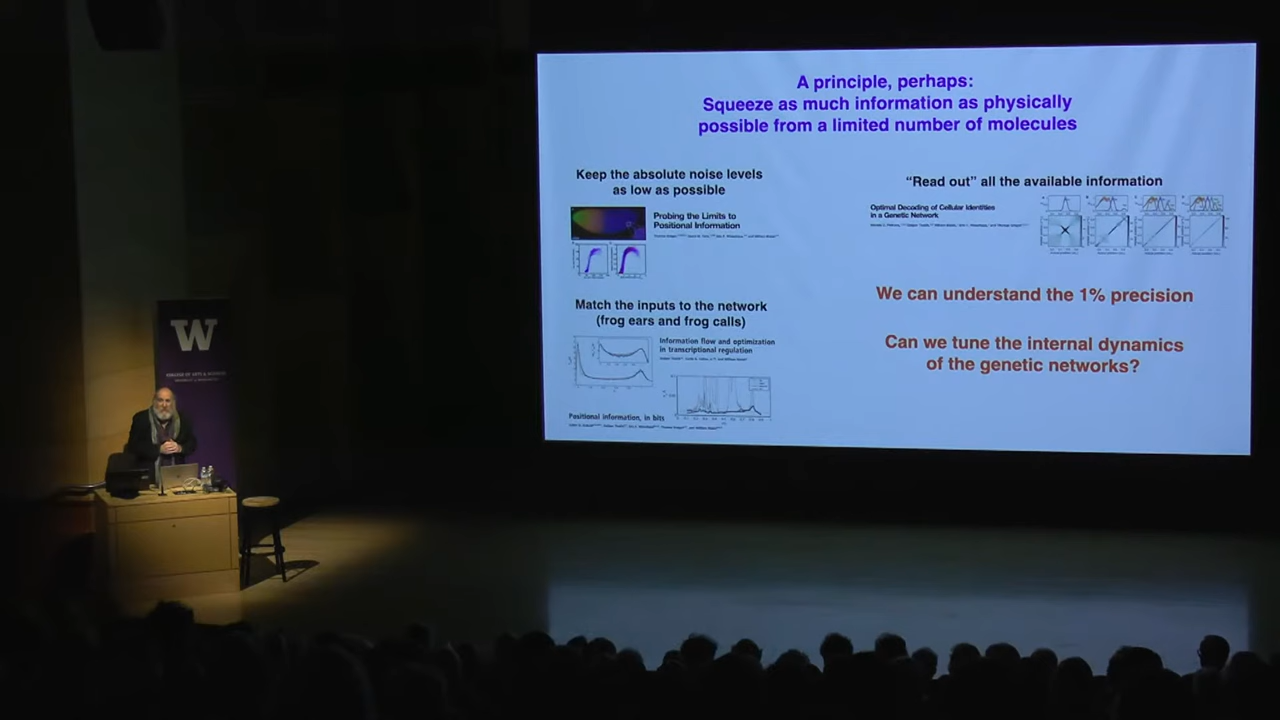 A principle, perhaps:
Squeeze as much information as physically
possible from a limited number of molecules
Keep the absolute noise levels
as low as possible
Probing the Limits to
Positional Information
Match the inputs to the network
(frog ears and frog calls)
Information flow and optimization
in transcriptional regulation
Positional information, in bits
“Read out” all the available information
Optimal Decoding of Cellular Identities
in a Genetic Network
We can understand the 1% precision
Can we tune the internal dynamics
of the genetic networks?
W